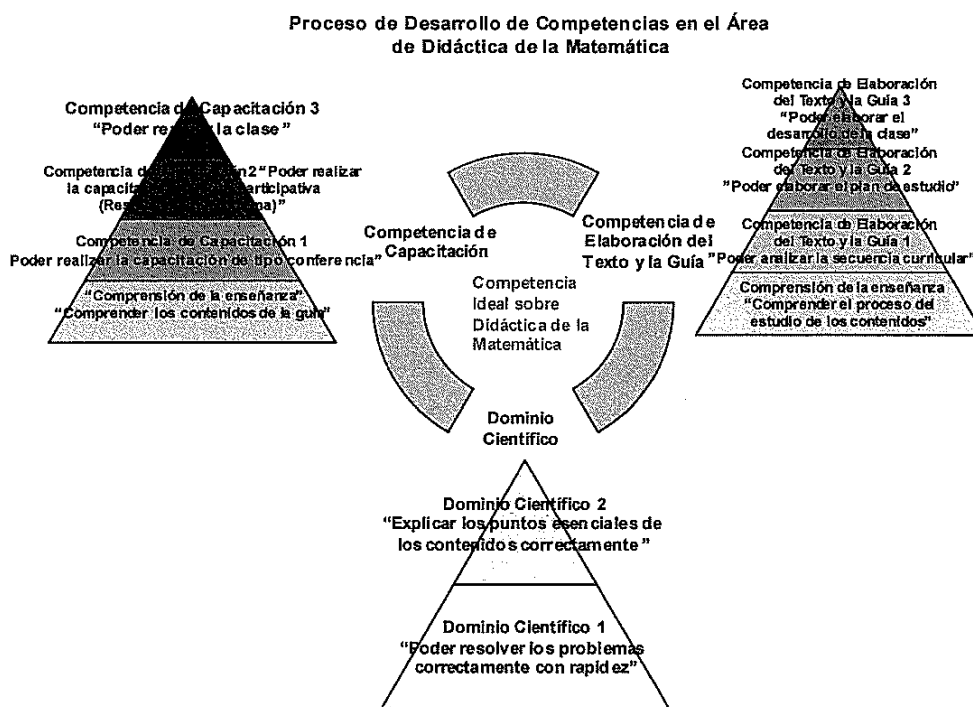 Proceso de Desarrollo de Competencias en el Área
de Didáctica de la Matemática
Competencia de Capacitación 3
“Poder la clase”
Competencia de 2 “Poder realizar
la participativa
Competencia de Capacitación 1
Poder realizar la capacitación de tipo conferencia”
“Comprensión de la enseñanza”
“Comprender los contenidos de la guía”
Competencia de
Capacitación
Competencia de
Elaboración del
Texto y la Guía
Competencia
Ideal sobre
Didáctica de la
Matemática
Dominio
Científico
Competencia de Elaboración
del Texto y la Guía 3
“Poder elaborar el
desarrollo de la clase”
Competencia de Elaboración
del Texto y la Guía 2
”Poder elaborar el plan de estudio”
Competencia de Elaboración
del Texto y la Guía 1
“Poder analizar la secuencia curricular”
Comprensión de la enseñanza
“Comprender el proceso del
estudio de los contenidos”
Dominio Científico 2
“Explicar los puntos esenciales de
los contenidos correctamente”
Dominio Científico 1
“Poder resolver los problemas
correctamente con rapidez”